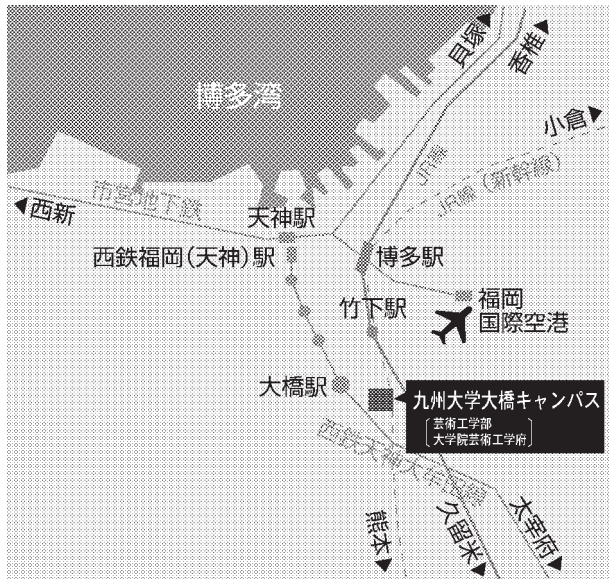 貝塚
香椎
博多湾
小倉
JR線
JR線（新幹線）
市営地下鉄
西新
天神駅
西鉄福岡（天神）駅
博多駅
福岡
国際空港
竹下駅
大橋駅
九州大学大橋キャンパス
芸術工学部
大学院芸術工学府
西鉄天神大牟田線
熊本
久留米
太宰府